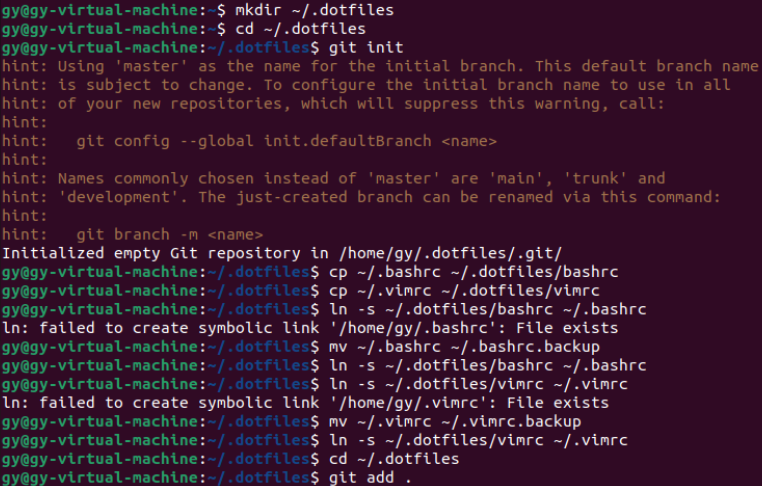 gy@gy-virtual-machine:~$ mkdir ~/.dotfiles
gy@gy-virtual-machine:~$ cd ~/.dotfiles
gy@gy-virtual-machine:~/.dotfiles$ git init
hint: Using 'master' as the name for the initial branch. This default branch name
hint: is subject to change. To configure the initial branch name to use in all
hint: of your new repositories, which will suppress this warning, call:
hint:
hint:   git config --global init.defaultBranch <name>
hint:
hint: Names commonly chosen instead of 'master' are 'main', 'trunk' and
hint: 'development'. The just-created branch can be renamed via this command:
hint:
hint:   git branch -m <name>
Initialized empty Git repository in /home/gy/.dotfiles/.git/
gy@gy-virtual-machine:~/.dotfiles$ cp ~/.bashrc ~/.dotfiles/bashrc
gy@gy-virtual-machine:~/.dotfiles$ cp ~/.vimrc ~/.dotfiles/vimrc
gy@gy-virtual-machine:~/.dotfiles$ ln -s ~/.dotfiles/bashrc ~/.bashrc
ln: failed to create symbolic link '/home/gy/.bashrc': File exists
gy@gy-virtual-machine:~/.dotfiles$ mv ~/.bashrc ~/.bashrc.backup
gy@gy-virtual-machine:~/.dotfiles$ ln -s ~/.dotfiles/bashrc ~/.bashrc
gy@gy-virtual-machine:~/.dotfiles$ ln -s ~/.dotfiles/vimrc ~/.vimrc
ln: failed to create symbolic link '/home/gy/.vimrc': File exists
gy@gy-virtual-machine:~/.dotfiles$ mv ~/.vimrc ~/.vimrc.backup
gy@gy-virtual-machine:~/.dotfiles$ ln -s ~/.dotfiles/vimrc ~/.vimrc
gy@gy-virtual-machine:~/.dotfiles$ cd ~/.dotfiles
gy@gy-virtual-machine:~/.dotfiles$ git add .